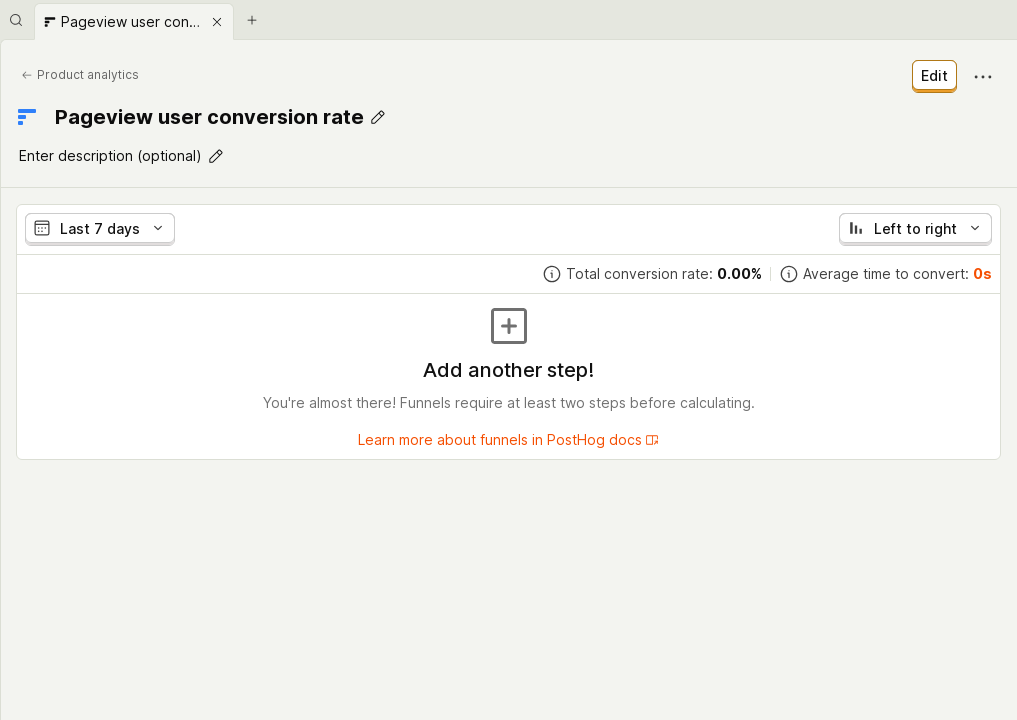 Pageview user con...
Product analytics
Edit
Pageview user conversion rate
Enter description (optional)
Last 7 days
Left to right
Total conversion rate: 0.00%
Average time to convert: 0s
Add another step!
You're almost there! Funnels require at least two steps before calculating.
Learn more about funnels in PostHog docs